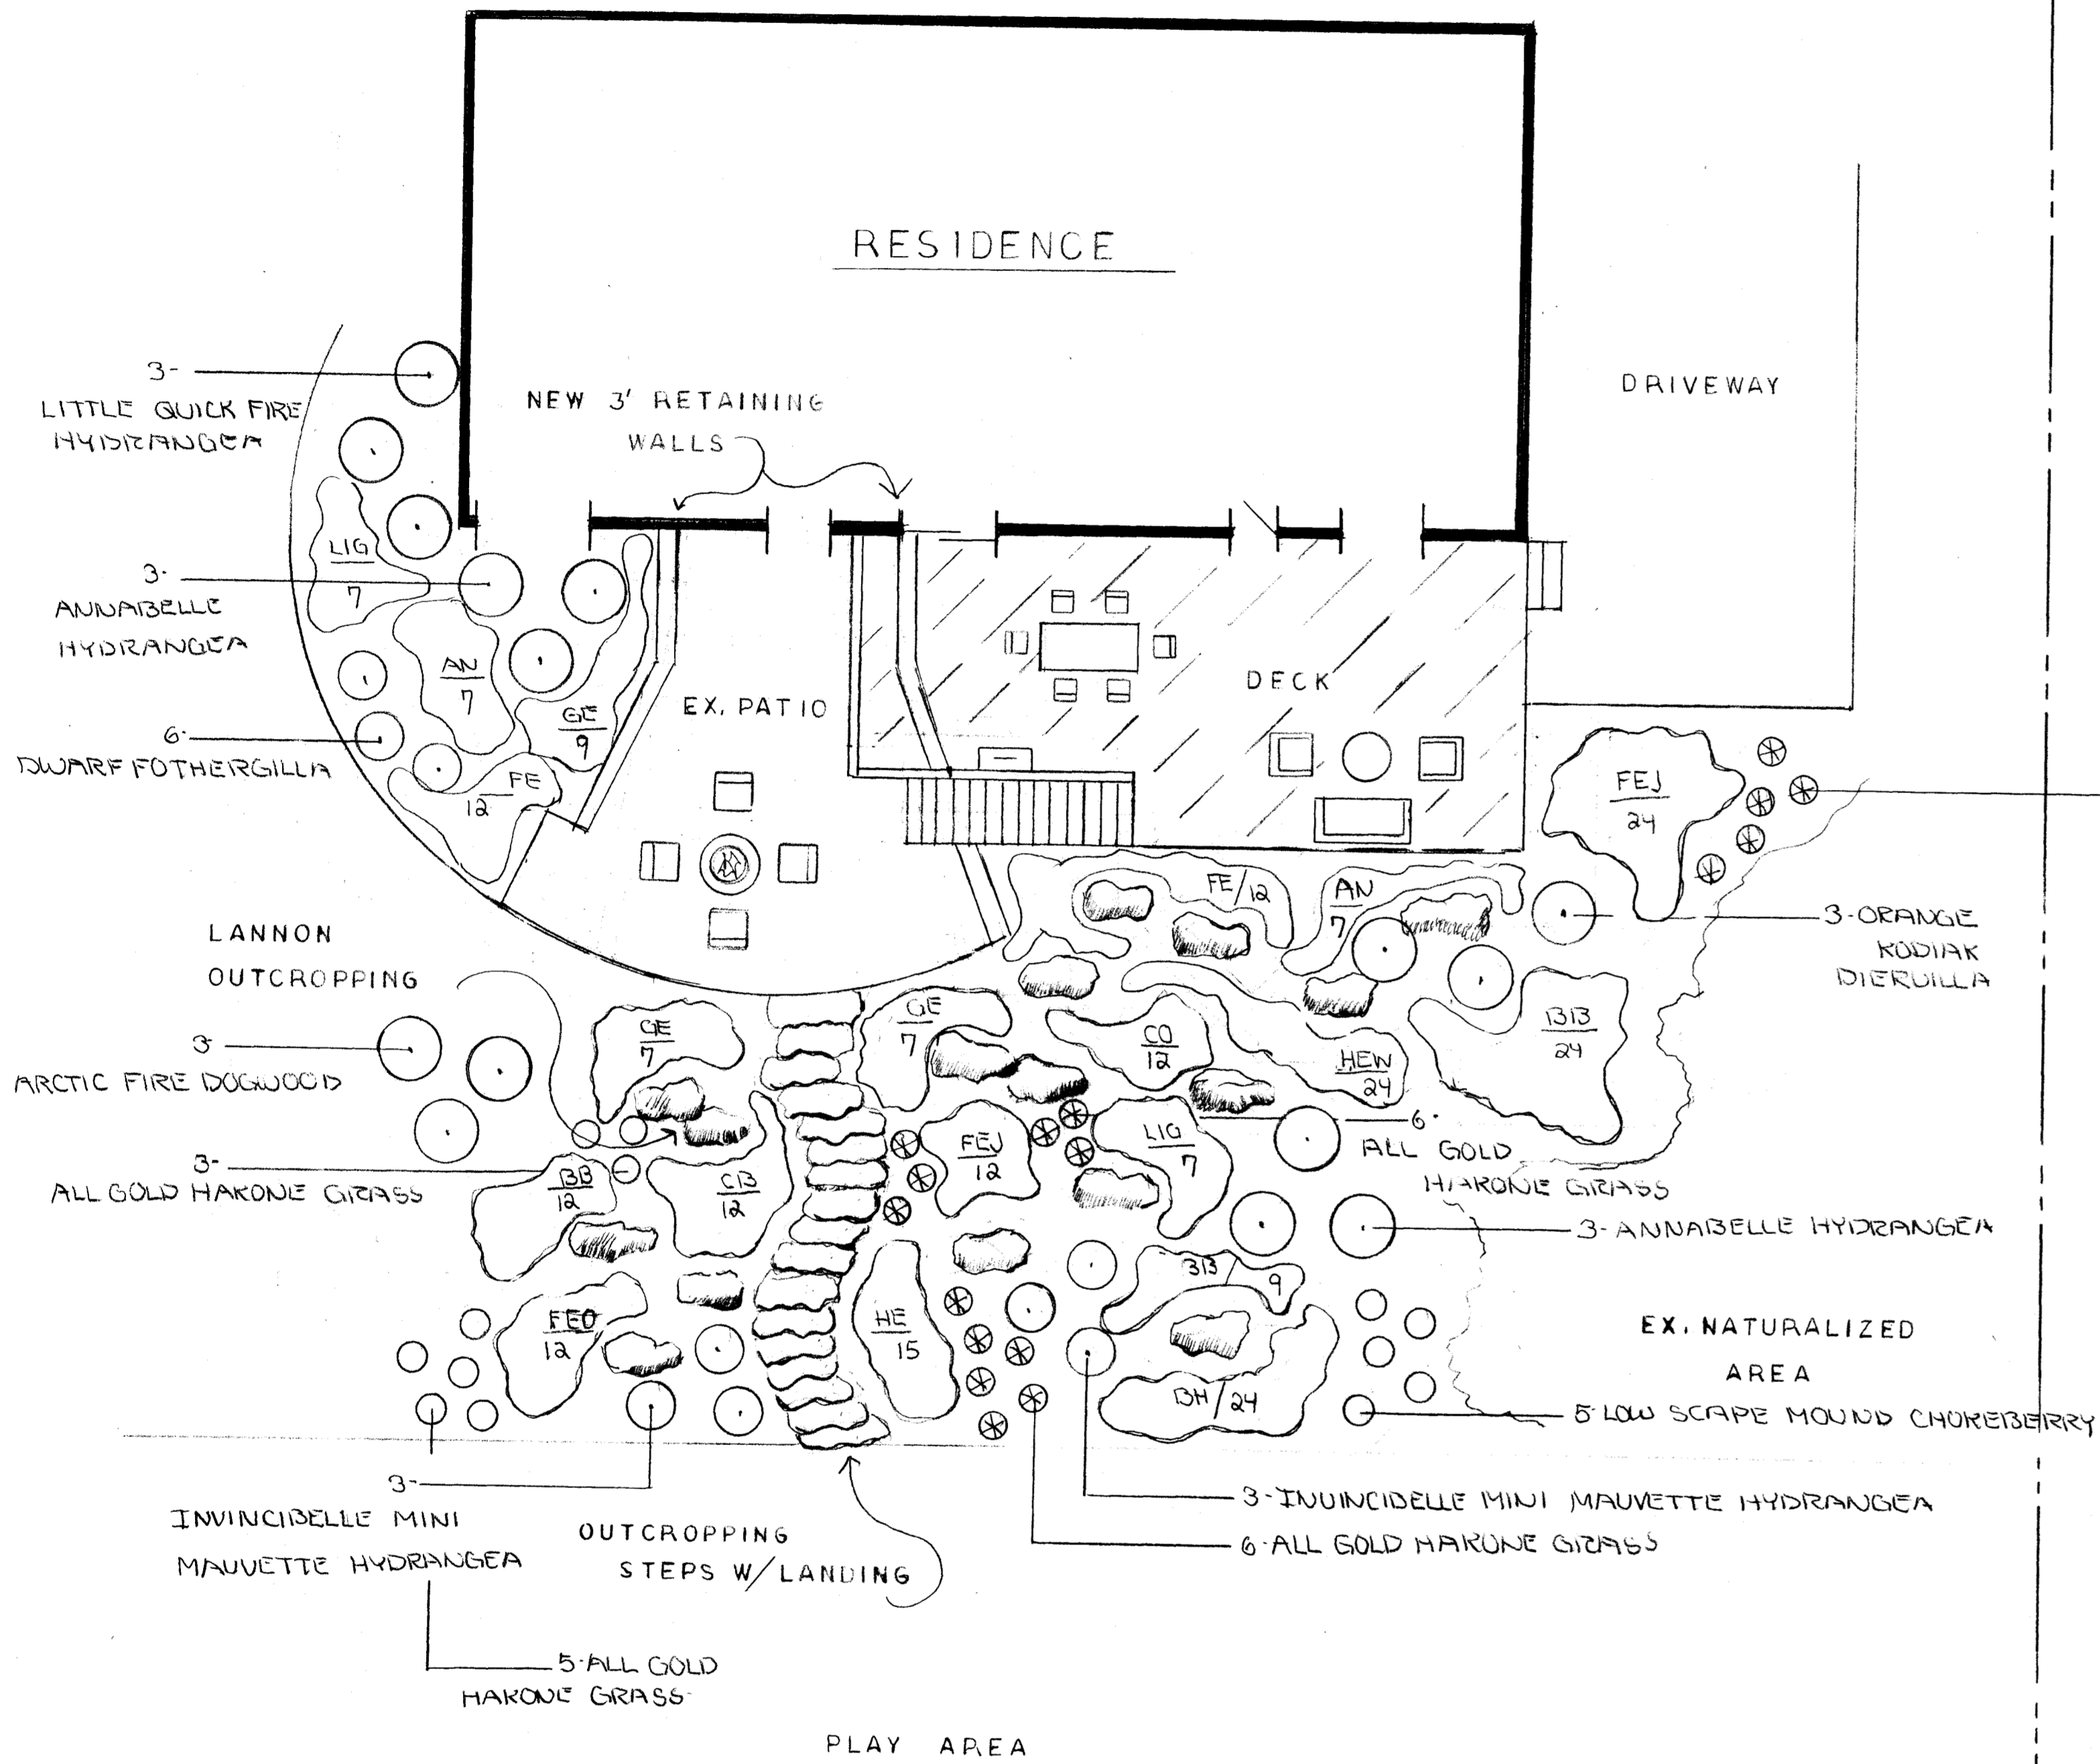 RESIDENCE
DRIVEWAY
3-
LITTLE QUICK FIRE
HYDRANGEA
NEW 3' RETAINING
WALLS
LIG
7
3-
ANNABELLE
HYDRANGEA
AN
7
GE
9
EX. PATIO
DECK
6-
DWARF FOTHERGILLA
FE
12
FEJ
24
FE/12
AN
7
3-ORANGE
KODIAK
DIERVILLA
LANNON
OUTCROPPING
GE
7
GE
7
CO
12
HEW
24
BB
24
3-
ARCTIC FIRE DOGWOOD
6-
ALL GOLD
HAKONE GRASS
FEJ
12
LIG
7
3-
ALL GOLD HAKONE GRASS
BB
12
CB
12
3-ANNABELLE HYDRANGEA
BB/9
FEO
12
HE
15
EX. NATURALIZED
AREA
BH/24
5-LOW SCAPE MOUND CHOKEBERRY
3-
INVINCIBELLE MINI
MAUVETTE HYDRANGEA
OUTCROPPING
STEPS W/LANDING
3-INVINCIBELLE MINI MAUVETTE HYDRANGEA
6-ALL GOLD HAKONE GRASS
5-ALL GOLD
HAKONE GRASS
PLAY AREA